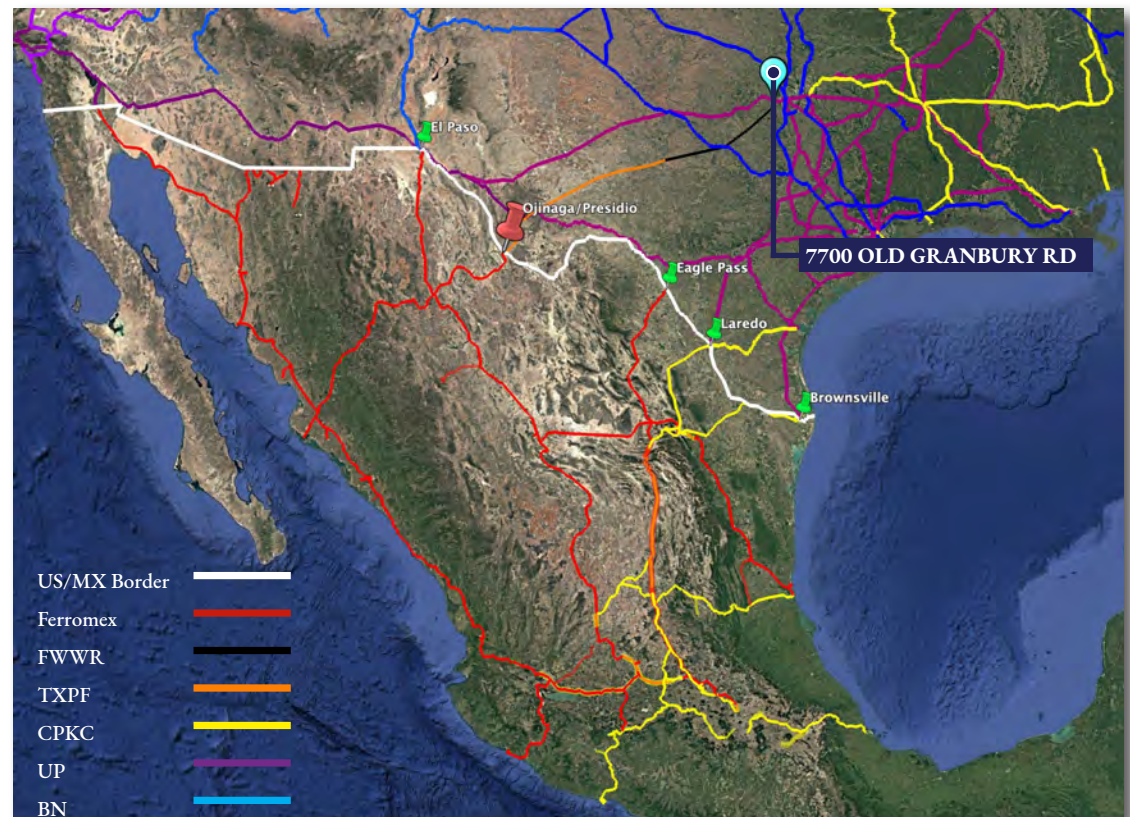 El Paso
Ojinaga/Presidio
7700 OLD GRANBURY RD
Eagle Pass
Laredo
Brownsville
US/MX Border
Ferromex
FWWR
TXPF
CPKC
UP
BN